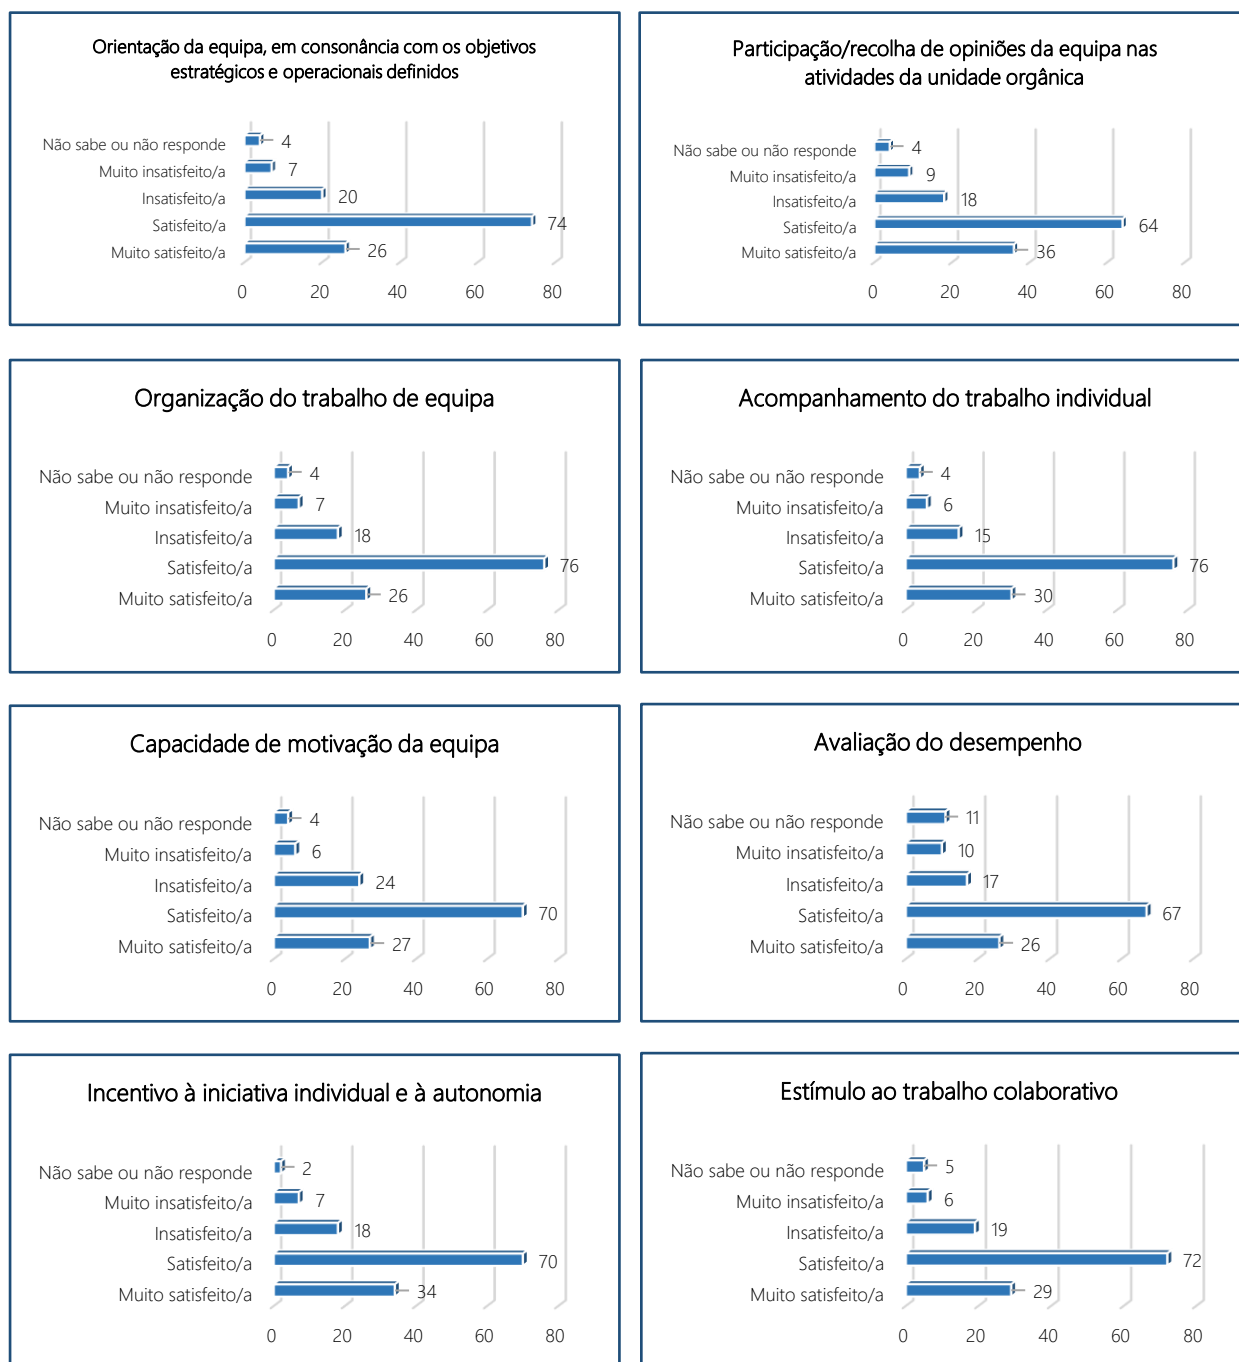 Orientação da equipa, em consonância com os objetivos
estratégicos e operacionais definidos
Não sabe ou não responde 4
Muito insatisfeito/a 7
Insatisfeito/a 20
Satisfeito/a 74
Muito satisfeito/a 26
0 20 40 60 80
Participação/recolha de opiniões da equipa nas
atividades da unidade orgânica
Não sabe ou não responde 4
Muito insatisfeito/a 9
Insatisfeito/a 18
Satisfeito/a 64
Muito satisfeito/a 36
0 20 40 60 80
Organização do trabalho de equipa
Não sabe ou não responde 4
Muito insatisfeito/a 7
Insatisfeito/a 18
Satisfeito/a 76
Muito satisfeito/a 26
0 20 40 60 80
Acompanhamento do trabalho individual
Não sabe ou não responde 4
Muito insatisfeito/a 6
Insatisfeito/a 15
Satisfeito/a 76
Muito satisfeito/a 30
0 20 40 60 80
Capacidade de motivação da equipa
Não sabe ou não responde 4
Muito insatisfeito/a 6
Insatisfeito/a 24
Satisfeito/a 70
Muito satisfeito/a 27
0 20 40 60 80
Avaliação do desempenho
Não sabe ou não responde 11
Muito insatisfeito/a 10
Insatisfeito/a 17
Satisfeito/a 67
Muito satisfeito/a 26
0 20 40 60 80
Incentivo à iniciativa individual e à autonomia
Não sabe ou não responde 2
Muito insatisfeito/a 7
Insatisfeito/a 18
Satisfeito/a 70
Muito satisfeito/a 34
0 20 40 60 80
Estímulo ao trabalho colaborativo
Não sabe ou não responde 5
Muito insatisfeito/a 6
Insatisfeito/a 19
Satisfeito/a 72
Muito satisfeito/a 29
0 20 40 60 80